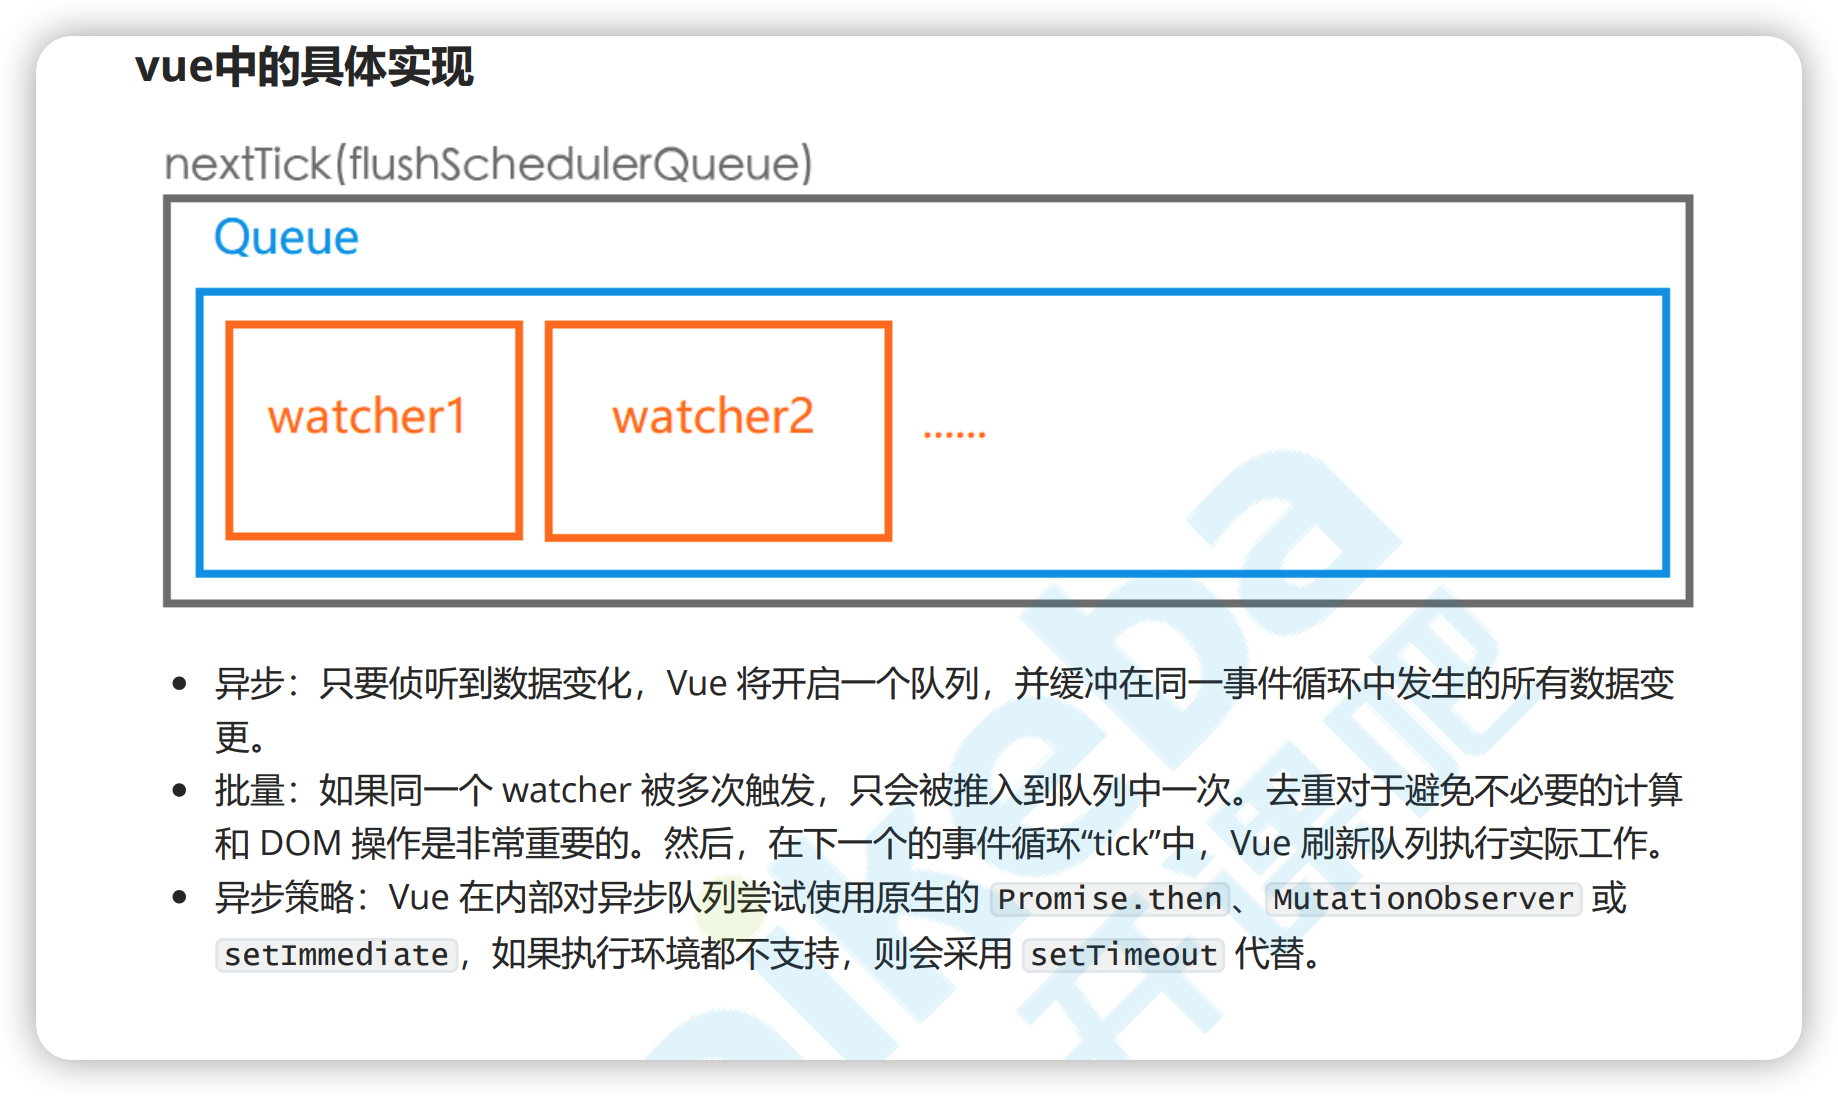 vue中的具体实现
nextTick(flushSchedulerQueue)
Queue
watcher1
watcher2
......
异步：只要侦听到数据变化，Vue 将开启一个队列，并缓冲在同一事件循环中发生的所有数据变
更。
批量：如果同一个 watcher 被多次触发，只会被推入到队列中一次。去重对于避免不必要的计算
和 DOM 操作是非常重要的。然后，在下一个的事件循环“tick”中，Vue 刷新队列执行实际工作。
异步策略：Vue 在内部对异步队列尝试使用原生的 Promise.then、MutationObserver 或
setImmediate，如果执行环境都不支持，则会采用 setTimeout 代替。
aikeba
开课吧